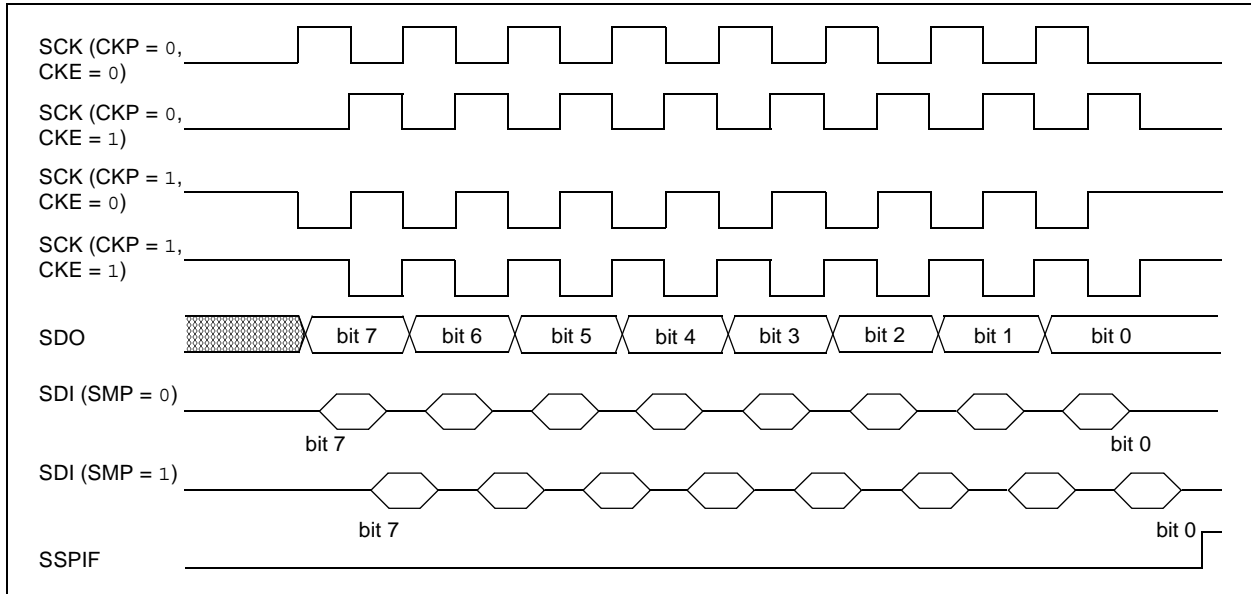 SCK (CKP = 0,
CKE = 0)
SCK (CKP = 0,
CKE = 1)
SCK (CKP = 1,
CKE = 0)
SCK (CKP = 1,
CKE = 1)
SDO bit 7 bit 6 bit 5 bit 4 bit 3 bit 2 bit 1 bit 0
SDI (SMP = 0)
bit 7 bit 0
SDI (SMP = 1)
bit 7 bit 0
SSPIF